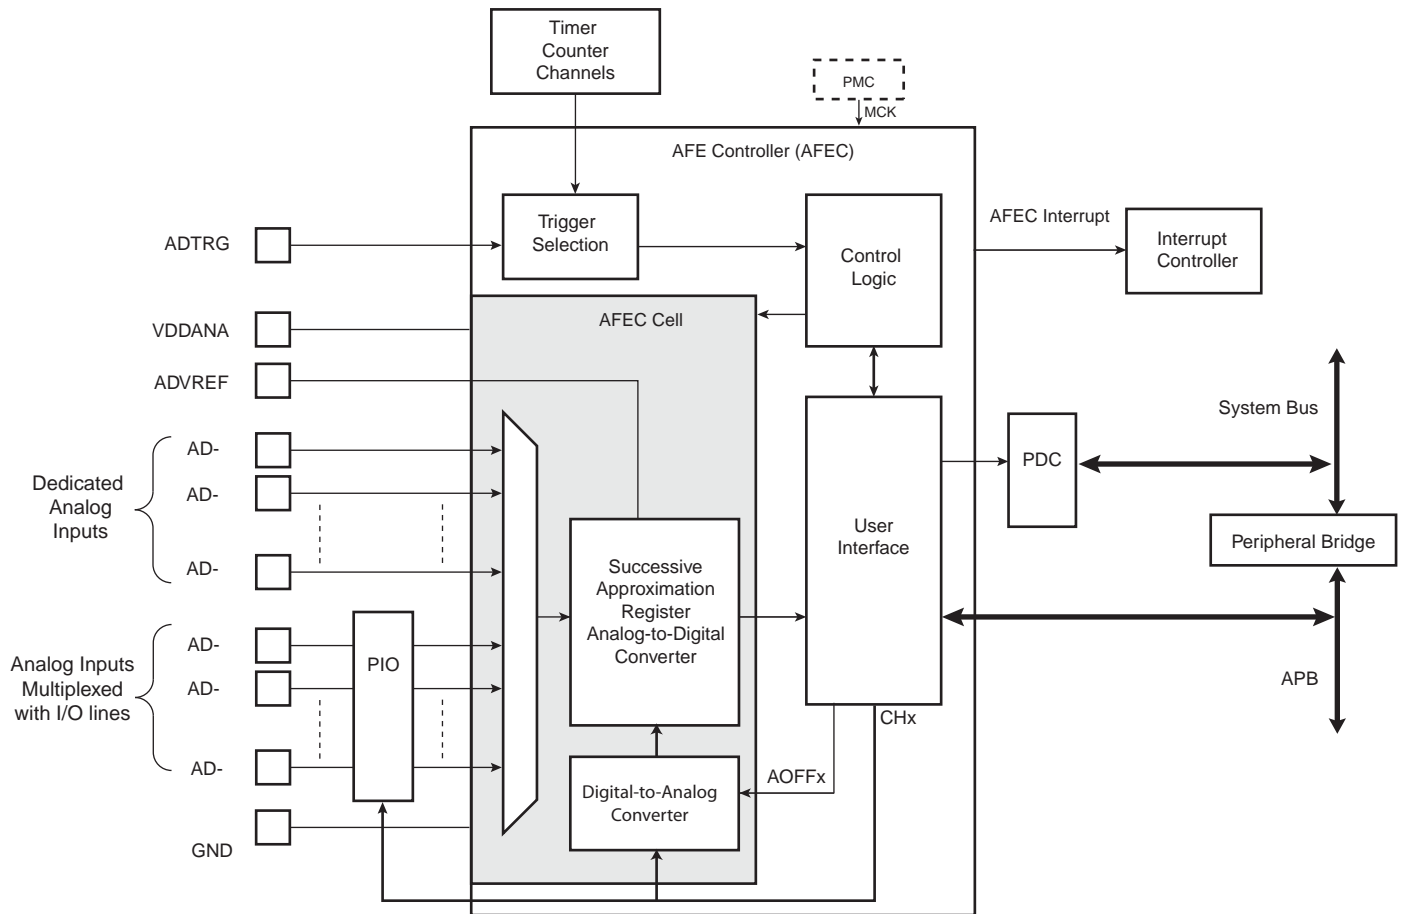 Timer
Counter
Channels
PMC
MCK
AFE Controller (AFEC)
ADTRG
Trigger
Selection
Control
Logic
AFEC Interrupt
Interrupt
Controller
VDDANA
AFEC Cell
ADVREF
System Bus
Dedicated
Analog
Inputs
AD-
AD-
AD-
PDC
User
Interface
Peripheral Bridge
Successive
Approximation
Register
Analog-to-Digital
Converter
Analog Inputs
Multiplexed
with I/O lines
AD-
AD-
AD-
PIO
APB
CHx
AOFFx
Digital-to-Analog
Converter
GND